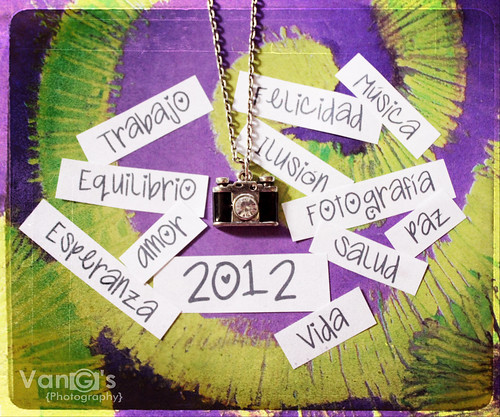 Trabajo
Felicidad
Música
Equilibrio
Ilusión
Fotografía
Esperanza
amor
Salud
Paz
2012
Vida
Van[G]'s
{Photography}